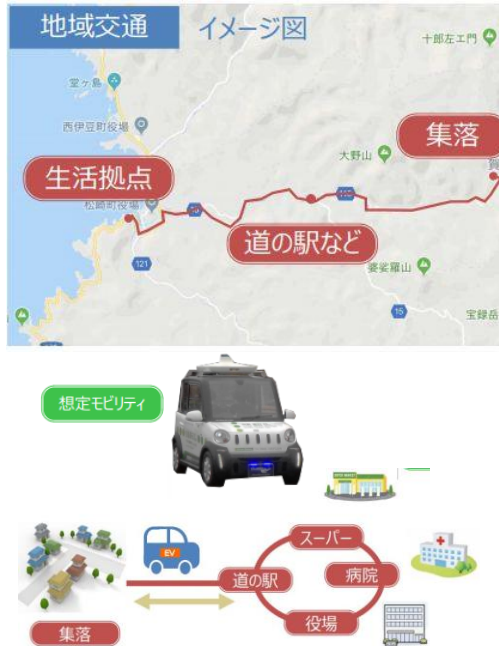 地域交通
イメージ図
十郎左エ門
堂ヶ島
西伊豆町役場
集落
大野山
生活拠点
松崎町役場
道の駅など
121
婆娑羅山
15
宝録岳
想定モビリティ
EV
スーパー
道の駅
病院
役場
集落